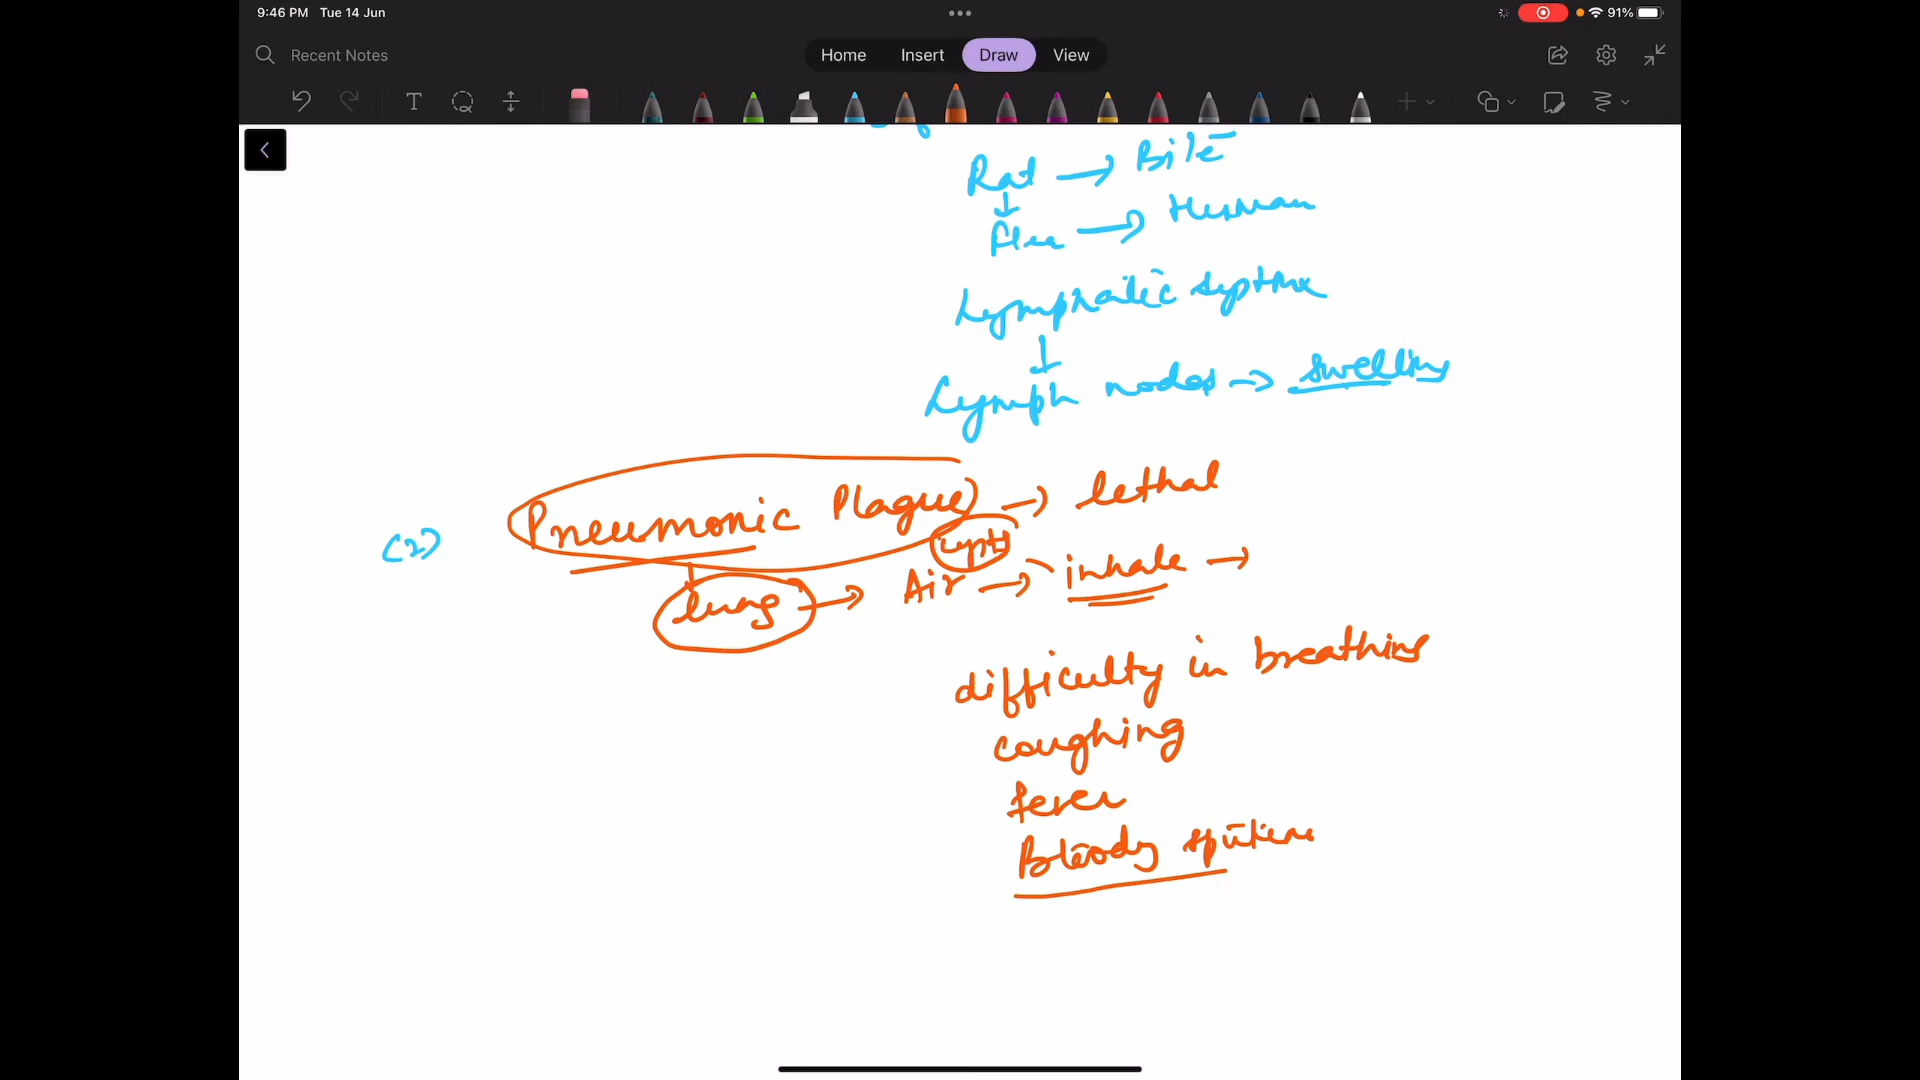 9:46 PM Tue 14 Jun
91%
Recent Notes
Home Insert Draw View
T
Rat → Bite
↓
Flea → Human
Lymphatic System
↓
Lymph nodes → Swelling
(2) Pneumonic Plague → lethal
lung → Air → inhale →
difficulty in breathing
coughing
fever
Bloody sputum